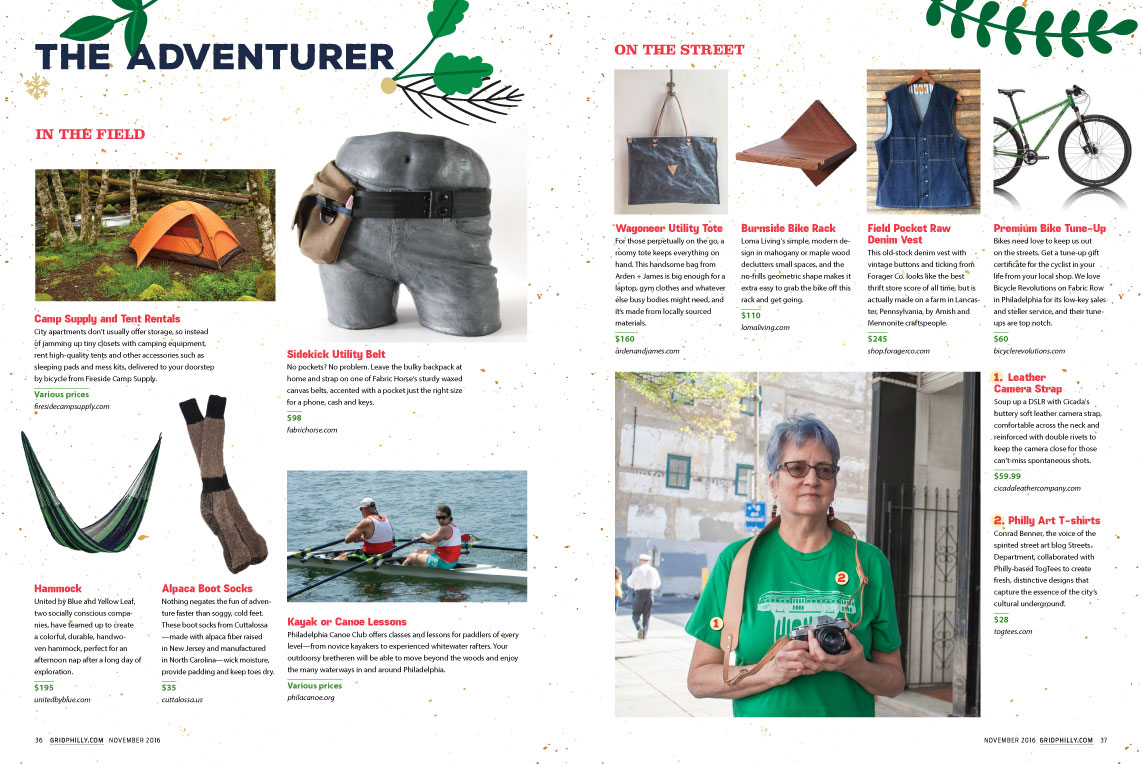 THE ADVENTURER
IN THE FIELD
Camp Supply and Tent Rentals
City apartments don't usually offer storage, so instead
of jamming up tiny closets with camping equipment,
rent high-quality tents and other accessories such as
sleeping pads and mess kits, delivered to your doorstep
by bicycle from Fireside Camp Supply.
Various prices
firesidecampsupply.com
Sidekick Utility Belt
No pockets? No problem. Leave the bulky backpack at
home and strap on one of Fabric Horse's sturdy waxed
canvas belts, accented with a pocket just the right size
for a phone, cash and keys.
$98
fabrichorse.com
Hammock
United by Blue and Yellow Leaf,
two socially conscious compa-
nies, have teamed up to create
a colorful, durable, handwo-
ven hammock, perfect for an
afternoon nap after a long day of
exploration.
$195
unitedbyblue.com
Alpaca Boot Socks
Nothing negates the fun of adven-
ture faster than soggy, cold feet.
These boot socks from Cuttalossa
—made with alpaca fiber raised
in New Jersey and manufactured
in North Carolina—wick moisture,
provide padding and keep toes dry.
$35
cuttalossa.us
Kayak or Canoe Lessons
Philadelphia Canoe Club offers classes and lessons for paddlers of every
level—from novice kayakers to experienced whitewater rafters. Your
outdoorsy brethren will be able to move beyond the woods and enjoy
the many waterways in and around Philadelphia.
Various prices
philacanoe.org
36 GRIDPHILLY.COM NOVEMBER 2016
ON THE STREET
Wagoneer Utility Tote
For those perpetually on the go, a
roomy tote keeps everything on
hand. This handsome bag from
Arden + James is big enough for a
laptop, gym clothes and whatever
else busy bodies might need, and
it's made from locally sourced
materials.
$160
ardenandjames.com
Burnside Bike Rack
Loma Living's simple, modern de-
sign in mahogany or maple wood
declutters small spaces, and the
no-frills geometric shape makes it
extra easy to grab the bike off this
rack and get going.
$110
lomaliving.com
Field Pocket Raw
Denim Vest
This old-stock denim vest with
vintage buttons and ticking from
Forager Co. looks like the best
thrift store score of all time, but is
actually made on a farm in Lancas-
ter, Pennsylvania, by Amish and
Mennonite craftspeople.
$245
shop.foragerco.com
Premium Bike Tune-Up
Bikes need love to keep us out
on the streets. Get a tune-up gift
certificate for the cyclist in your
life from your local shop. We love
Bicycle Revolutions on Fabric Row
in Philadelphia for its low-key sales
and steller service, and their tune-
ups are top notch.
$60
bicyclerevolutions.com
1. Leather
Camera Strap
Soup up a DSLR with Cicada's
buttery soft leather camera strap,
comfortable across the neck and
reinforced with double rivets to
keep the camera close for those
can't-miss spontaneous shots.
$59.99
cicadaleathercompany.com
2. Philly Art T-shirts
Conrad Benner, the voice of the
spirited street art blog Streets
Department, collaborated with
Philly-based TogTees to create
fresh, distinctive designs that
capture the essence of the city's
cultural underground.
$28
togtees.com
2
1
NOVEMBER 2016 GRIDPHILLY.COM 37